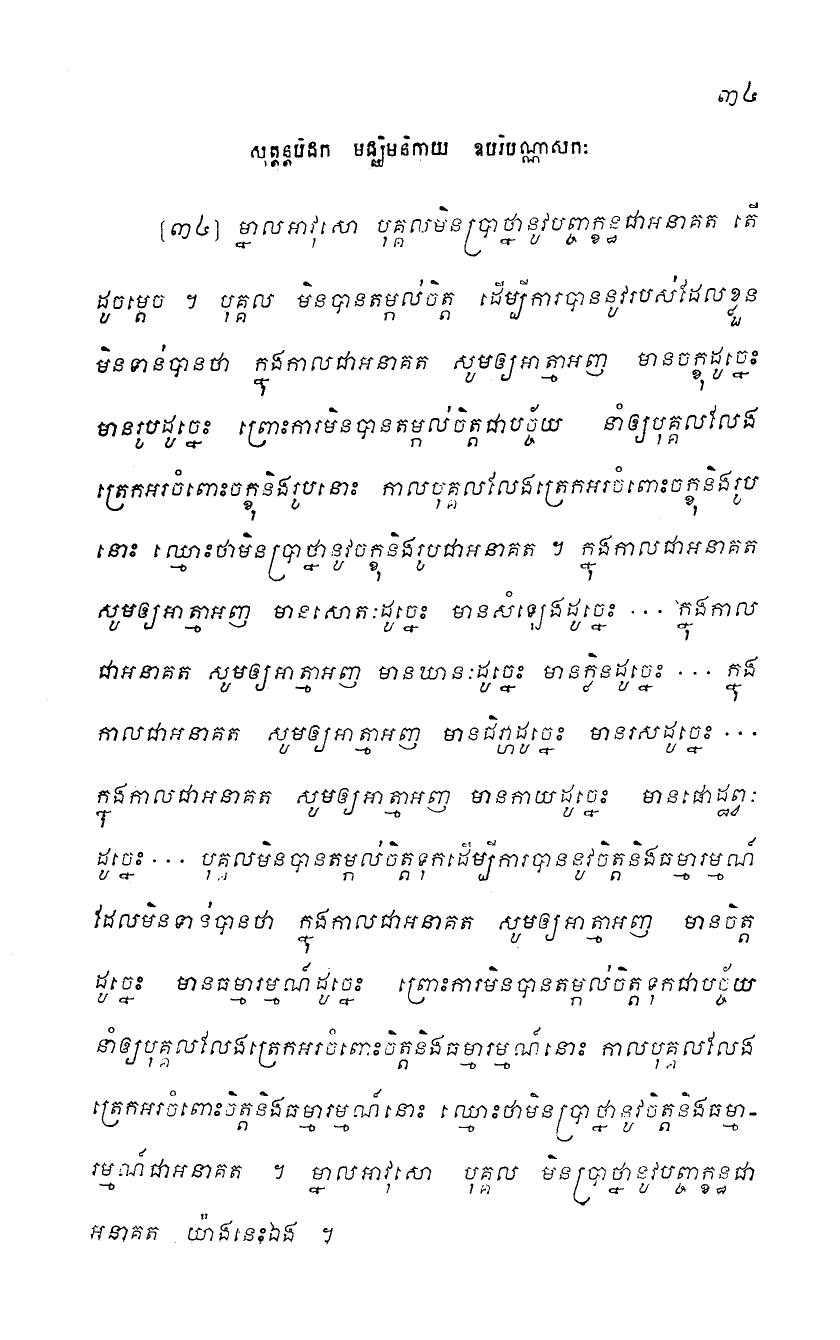 ៣៤
សុត្តន្តបិដក មជ្ឈិមនិកាយ ឧបរិបណ្ណាសកៈ
[៣៤] ម្នាលអាវុសោ បុគ្គលមិនប្រាថ្នានូវបញ្ចក្ខន្ធជាអនាគត តើ
ដូចម្តេច ។ បុគ្គល មិនបានតម្កល់ចិត្ត ដើម្បីការបាននូវរបស់ដែលខ្លួន
មិនទាន់បានថា ក្នុងកាលជាអនាគត សូមឲ្យអាត្មាអញ មានចក្ខុដូច្នេះ
មានរូបដូច្នេះ ព្រោះការមិនបានតម្កល់ចិត្តជាបច្ច័យ នាំឲ្យបុគ្គលលែង
ត្រេកអរចំពោះចក្ខុនិងរូបនោះ កាលបុគ្គលលែងត្រេកអរចំពោះចក្ខុនិងរូប
នោះ ឈ្មោះថាមិនប្រាថ្នានូវចក្ខុនិងរូបជាអនាគត ។ ក្នុងកាលជាអនាគត
សូមឲ្យអាត្មាអញ មានសោតៈដូច្នេះ មានសំឡេងដូច្នេះ ... ក្នុងកាល
ជាអនាគត សូមឲ្យអាត្មាអញ មានឃានៈដូច្នេះ មានក្លិនដូច្នេះ ... ក្នុង
កាលជាអនាគត សូមឲ្យអាត្មាអញ មានជិវ្ហាដូច្នេះ មានរសដូច្នេះ ...
ក្នុងកាលជាអនាគត សូមឲ្យអាត្មាអញ មានកាយដូច្នេះ មានផោដ្ឋព្វៈ
ដូច្នេះ ... បុគ្គលមិនបានតម្កល់ចិត្តទុកដើម្បីការបាននូវចិត្តនិងធម្មារម្មណ៍
ដែលមិនទាន់បានថា ក្នុងកាលជាអនាគត សូមឲ្យអាត្មាអញ មានចិត្ត
ដូច្នេះ មានធម្មារម្មណ៍ដូច្នេះ ព្រោះការមិនបានតម្កល់ចិត្តទុកជាបច្ច័យ
នាំឲ្យបុគ្គលលែងត្រេកអរចំពោះចិត្តនិងធម្មារម្មណ៍នោះ កាលបុគ្គលលែង
ត្រេកអរចំពោះចិត្តនិងធម្មារម្មណ៍នោះ ឈ្មោះថាមិនប្រាថ្នានូវចិត្តនិងធម្មា-
រម្មណ៍ជាអនាគត ។ ម្នាលអាវុសោ បុគ្គល មិនប្រាថ្នានូវបញ្ចក្ខន្ធជា
អនាគត យ៉ាងនេះឯង ។